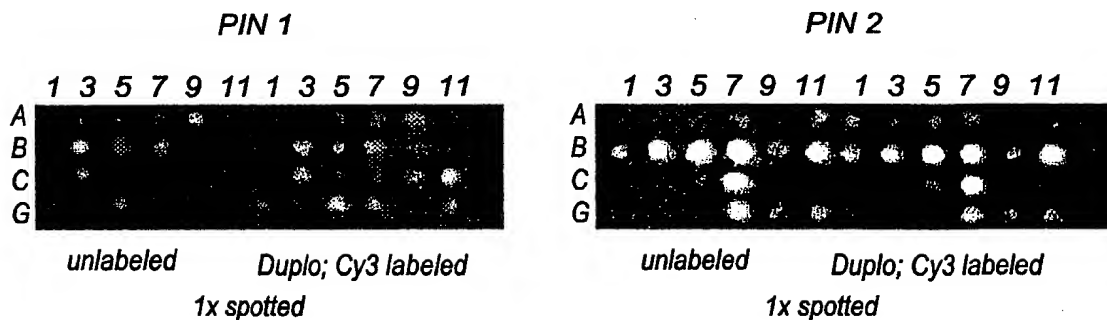 PIN 1
1 3 5 7 9 11 1 3 5 7 9 11
A
B
C
G
unlabeled Duplo; Cy3 labeled
1x spotted
PIN 2
1 3 5 7 9 11 1 3 5 7 9 11
A
B
C
G
unlabeled Duplo; Cy3 labeled
1x spotted